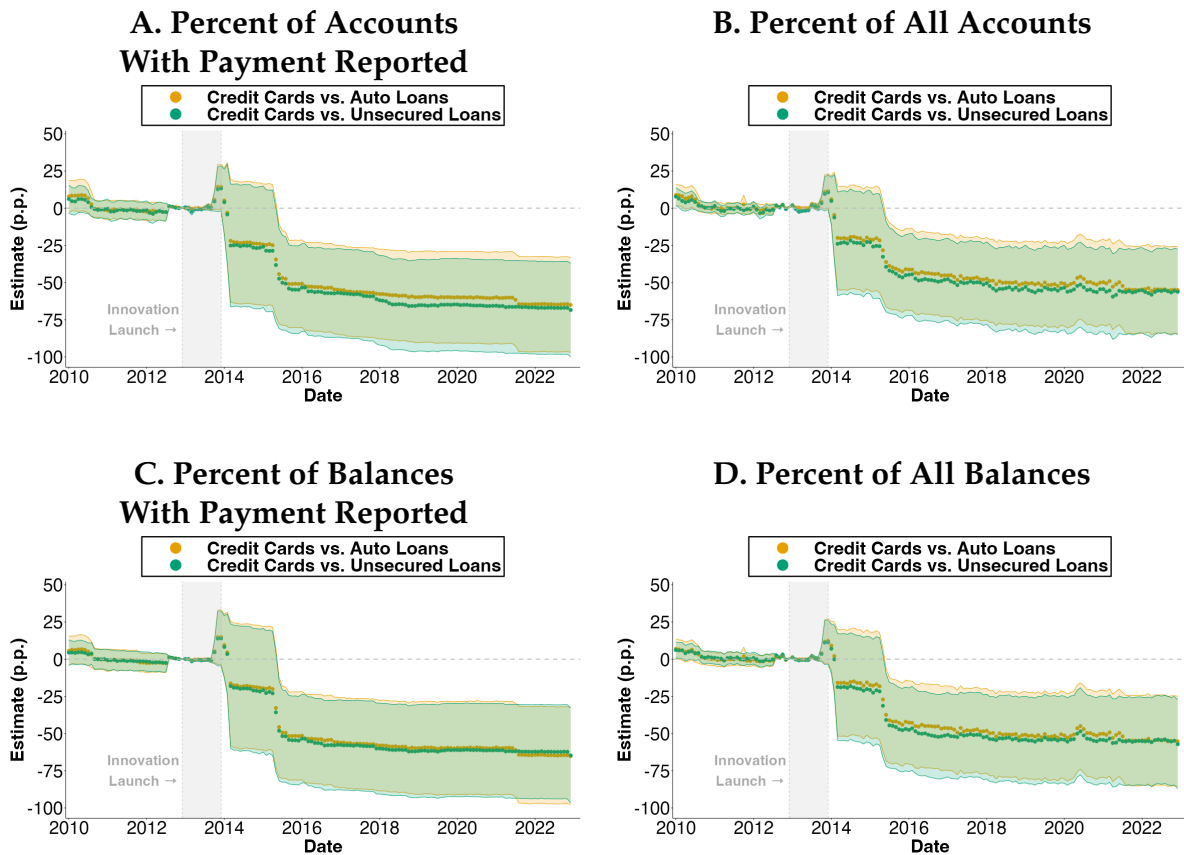 A. Percent of Accounts
With Payment Reported
Credit Cards vs. Auto Loans
Credit Cards vs. Unsecured Loans
50
25
0
-25
-50
-75
-100
Estimate (p.p.)
Innovation
Launch →
2010 2012 2014 2016 2018 2020 2022
Date
B. Percent of All Accounts
Credit Cards vs. Auto Loans
Credit Cards vs. Unsecured Loans
50
25
0
-25
-50
-75
-100
Estimate (p.p.)
Innovation
Launch →
2010 2012 2014 2016 2018 2020 2022
Date
C. Percent of Balances
With Payment Reported
Credit Cards vs. Auto Loans
Credit Cards vs. Unsecured Loans
50
25
0
-25
-50
-75
-100
Estimate (p.p.)
Innovation
Launch →
2010 2012 2014 2016 2018 2020 2022
Date
D. Percent of All Balances
Credit Cards vs. Auto Loans
Credit Cards vs. Unsecured Loans
50
25
0
-25
-50
-75
-100
Estimate (p.p.)
Innovation
Launch →
2010 2012 2014 2016 2018 2020 2022
Date